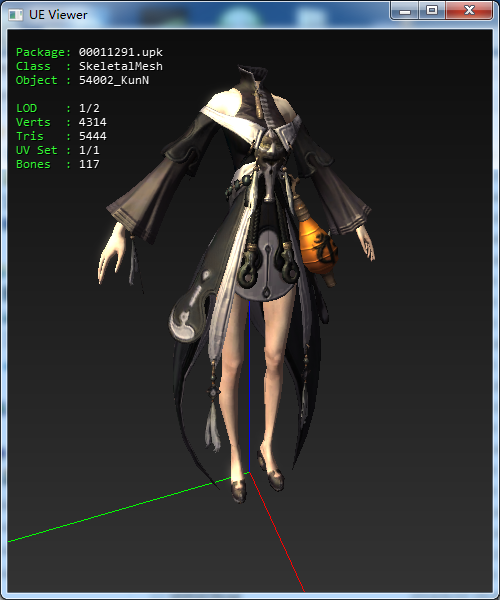 UE Viewer
Package: 00011291.upk
Class : SkeletalMesh
Object : 54002_KunN
LOD : 1/2
Verts : 4314
Tris : 5444
UV Set : 1/1
Bones : 117